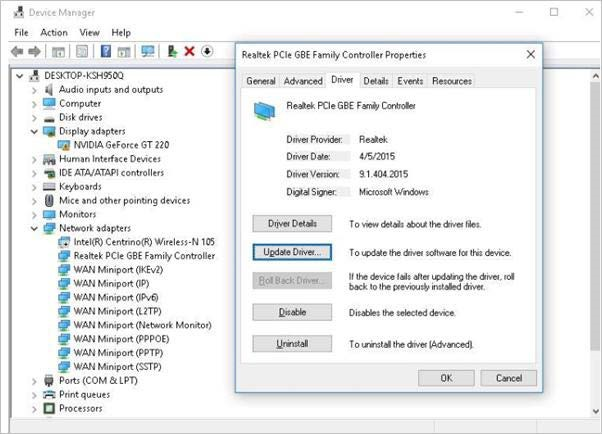 Device Manager
File Action View Help
DESKTOP-KSH950Q
Audio inputs and outputs
Computer
Disk drives
Display adapters
NVIDIA GeForce GT 220
Human Interface Devices
IDE ATA/ATAPI controllers
Keyboards
Mice and other pointing devices
Monitors
Network adapters
Intel(R) Centrino(R) Wireless-N 105
Realtek PCIe GBE Family Controller
WAN Miniport (IKEv2)
WAN Miniport (IP)
WAN Miniport (IPv6)
WAN Miniport (L2TP)
WAN Miniport (Network Monitor)
WAN Miniport (PPPOE)
WAN Miniport (PPTP)
WAN Miniport (SSTP)
Ports (COM & LPT)
Print queues
Processors
Realtek PCIe GBE Family Controller Properties
General Advanced Driver Details Events Resources
Realtek PCIe GBE Family Controller
Driver Provider: Realtek
Driver Date: 4/5/2015
Driver Version: 9.1.404.2015
Digital Signer: Microsoft Windows
Driver Details To view details about the driver files.
Update Driver... To update the driver software for this device.
Roll Back Driver... If the device fails after updating the driver, roll
back to the previously installed driver.
Disable Disables the selected device.
Uninstall To uninstall the driver (Advanced).
OK Cancel